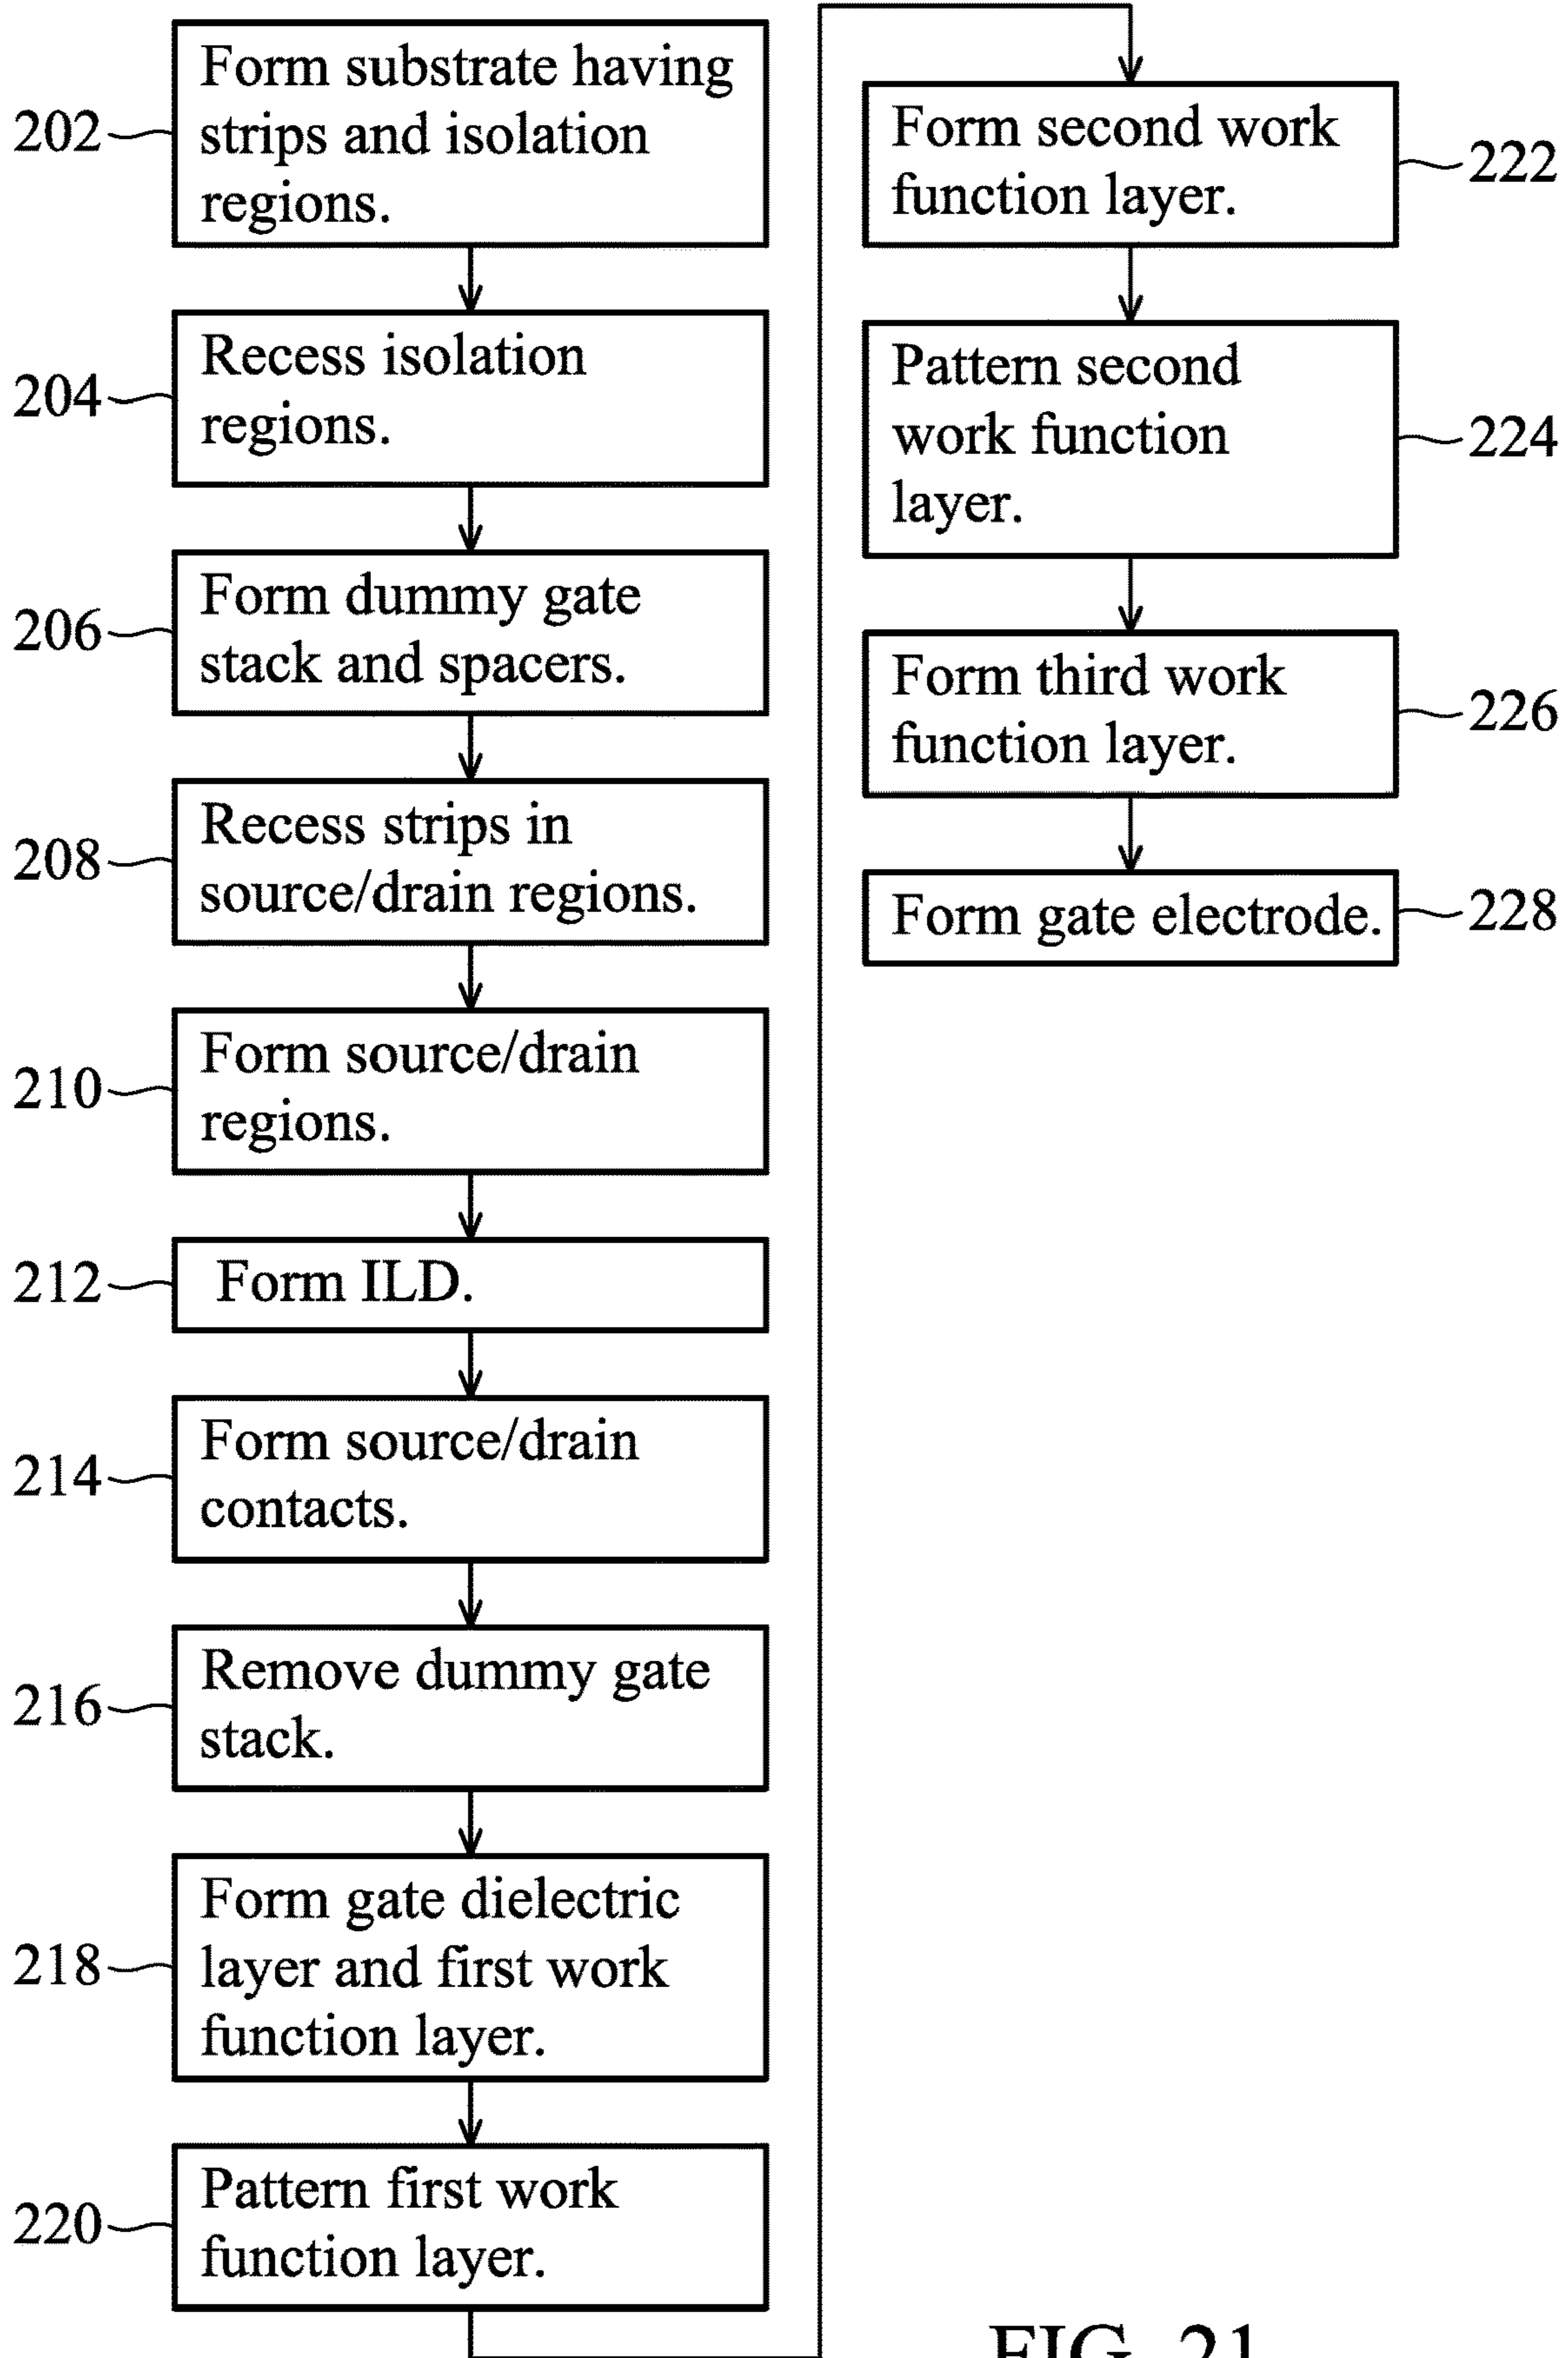 202
Form substrate having
strips and isolation
regions.
204
Recess isolation
regions.
206
Form dummy gate
stack and spacers.
208
Recess strips in
source/drain regions.
210
Form source/drain
regions.
212
Form ILD.
214
Form source/drain
contacts.
216
Remove dummy gate
stack.
218
Form gate dielectric
layer and first work
function layer.
220
Pattern first work
function layer.
Form second work
function layer.
222
Pattern second
work function
layer.
224
Form third work
function layer.
226
Form gate electrode.
228
FIG. 21